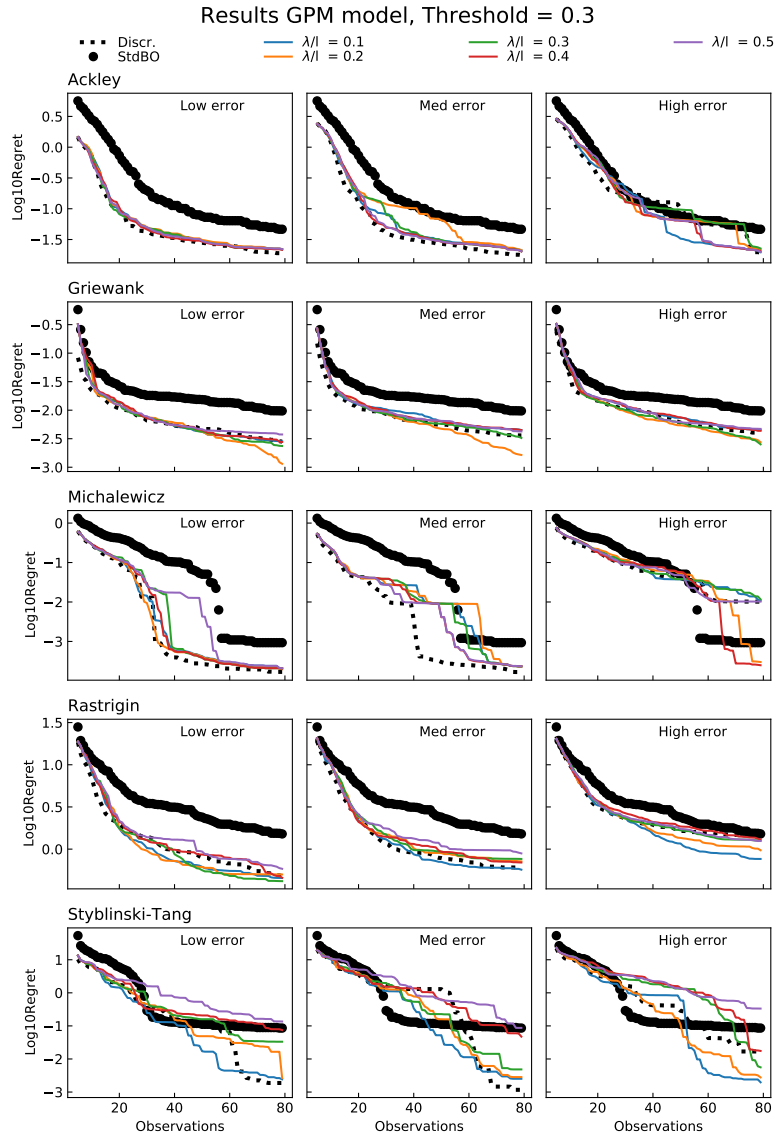 Results GPM model, Threshold = 0.3
Discr. λ/l = 0.1 λ/l = 0.3 λ/l = 0.5
StdBO λ/l = 0.2 λ/l = 0.4
Ackley
Low error Med error High error
0.5
0.0
−0.5
−1.0
−1.5
Log10Regret
Griewank
Low error Med error High error
−0.5
−1.0
−1.5
−2.0
−2.5
−3.0
Log10Regret
Michalewicz
Low error Med error High error
0
−1
−2
−3
Log10Regret
Rastrigin
Low error Med error High error
1.5
1.0
0.5
0.0
Log10Regret
Styblinski-Tang
Low error Med error High error
1
0
−1
−2
−3
Log10Regret
20 40 60 80 20 40 60 80 20 40 60 80
Observations Observations Observations